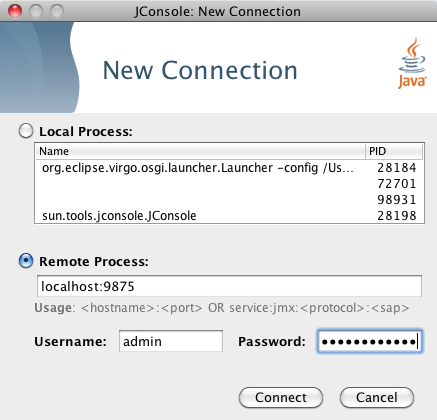 JConsole: New Connection
New Connection
Java
Local Process:
Name PID
org.eclipse.virgo.osgi.launcher.Launcher -config /Us... 28184
72701
98931
sun.tools.jconsole.JConsole 28198
Remote Process:
localhost:9875
Usage: <hostname>:<port> OR service:jmx:<protocol>:<sap>
Username: admin Password: ••••••••••••
Connect Cancel